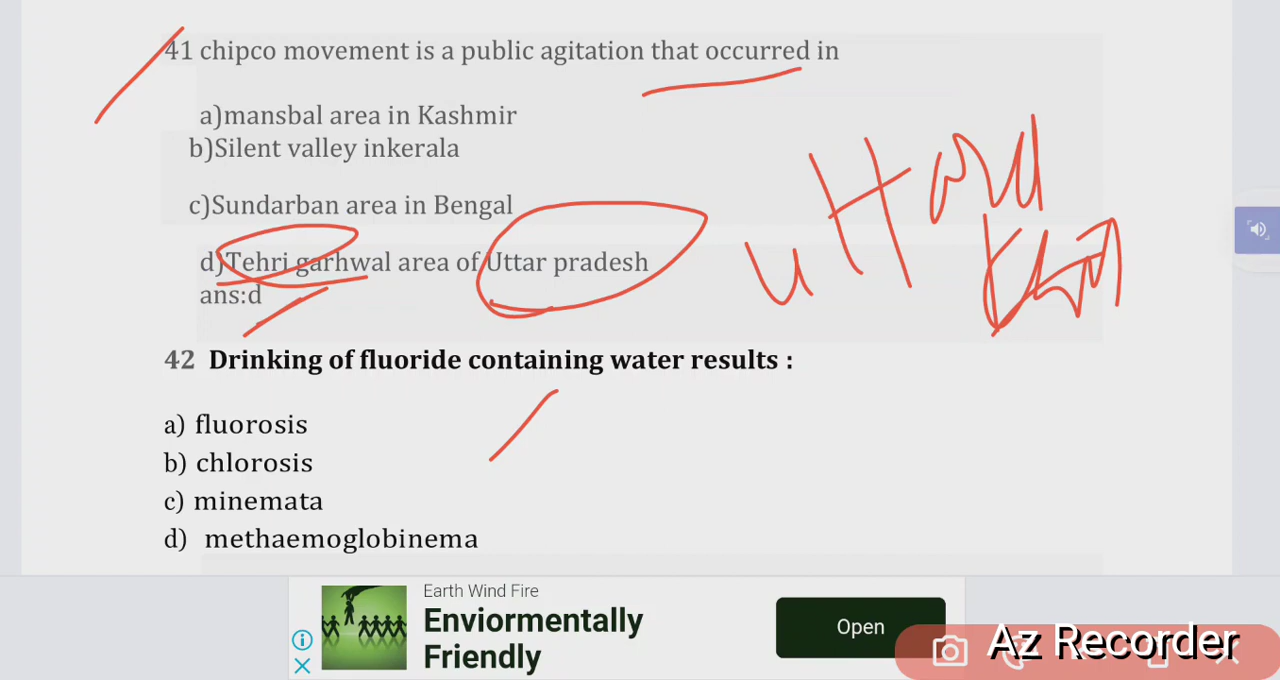 41 chipco movement is a public agitation that occurred in
a)mansbal area in Kashmir
b)Silent valley inkerala
c)Sundarban area in Bengal
d)Tehri garhwal area of Uttar pradesh
ans:d
42 Drinking of fluoride containing water results :
a) fluorosis
b) chlorosis
c) minemata
d) methaemoglobinema
Earth Wind Fire
Enviormentally
Friendly
Open
Az Recorder